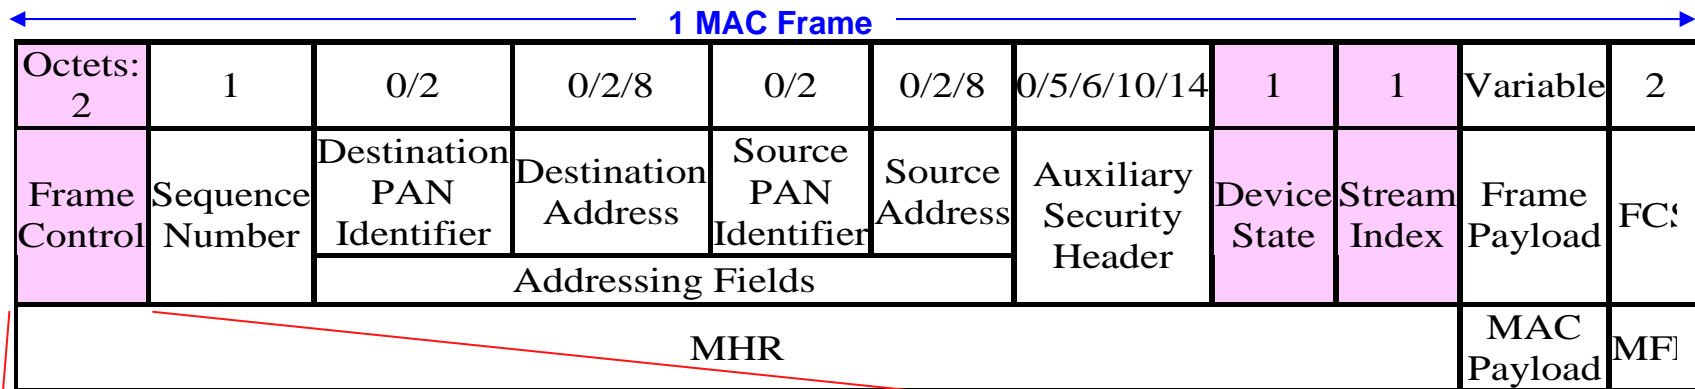 1 MAC Frame
Octets: 2 1 0/2 0/2/8 0/2 0/2/8 0/5/6/10/14 1 1 Variable 2
Frame Control
Sequence Number
Destination PAN Identifier
Destination Address
Source PAN Identifier
Source Address
Auxiliary Security Header
Device State
Stream Index
Frame Payload
FCS
Addressing Fields
MHR
MAC Payload